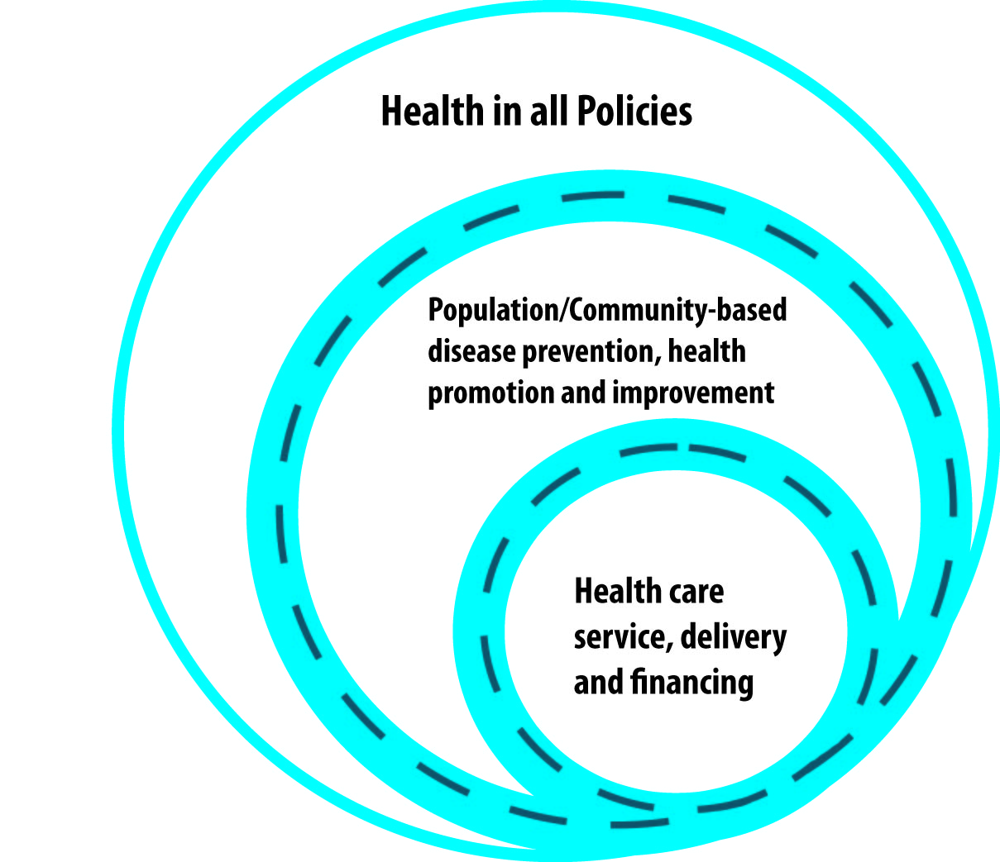 Health in all Policies
Population/Community-based
disease prevention, health
promotion and improvement
Health care
service, delivery
and financing